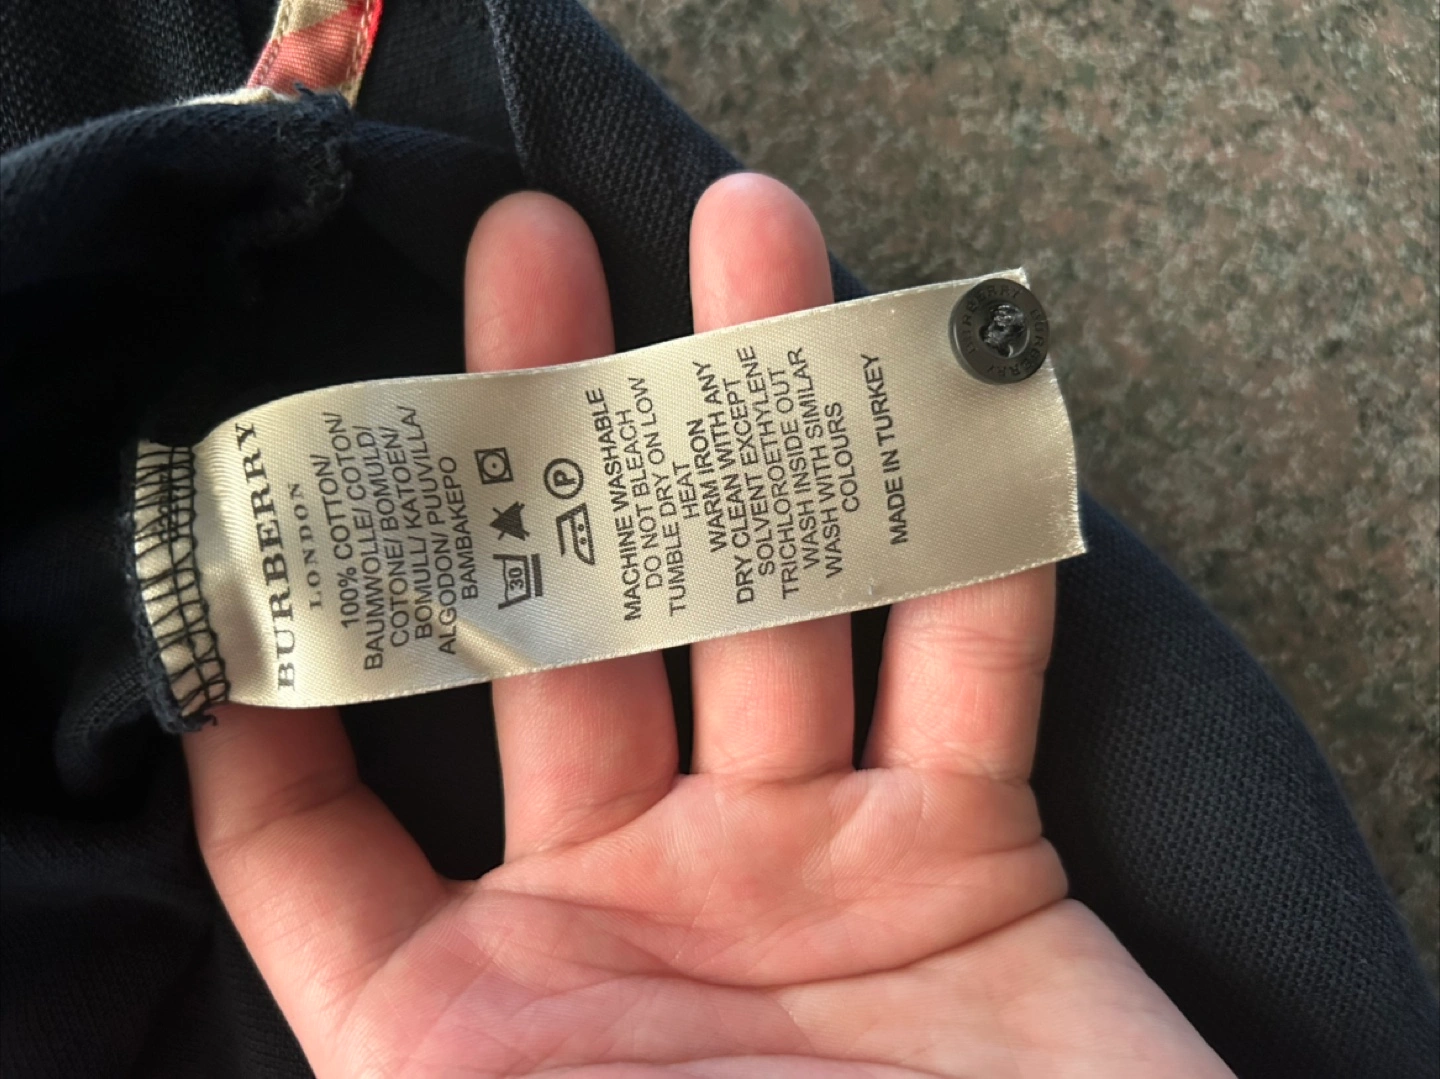 BURBERRY
LONDON
100% COTTON/
BAUMWOLLE/ COTON/
COTONE/ BOMULD/
BOMULL/ KATOEN/
ALGODON/ PUUVILLA/
BAMBAKEPO
30
P
MACHINE WASHABLE
DO NOT BLEACH
TUMBLE DRY ON LOW
HEAT
WARM IRON
DRY CLEAN WITH ANY
SOLVENT EXCEPT
TRICHLOROETHYLENE
WASH INSIDE OUT
WASH WITH SIMILAR
COLOURS
MADE IN TURKEY
BURBERRY BURBERRY